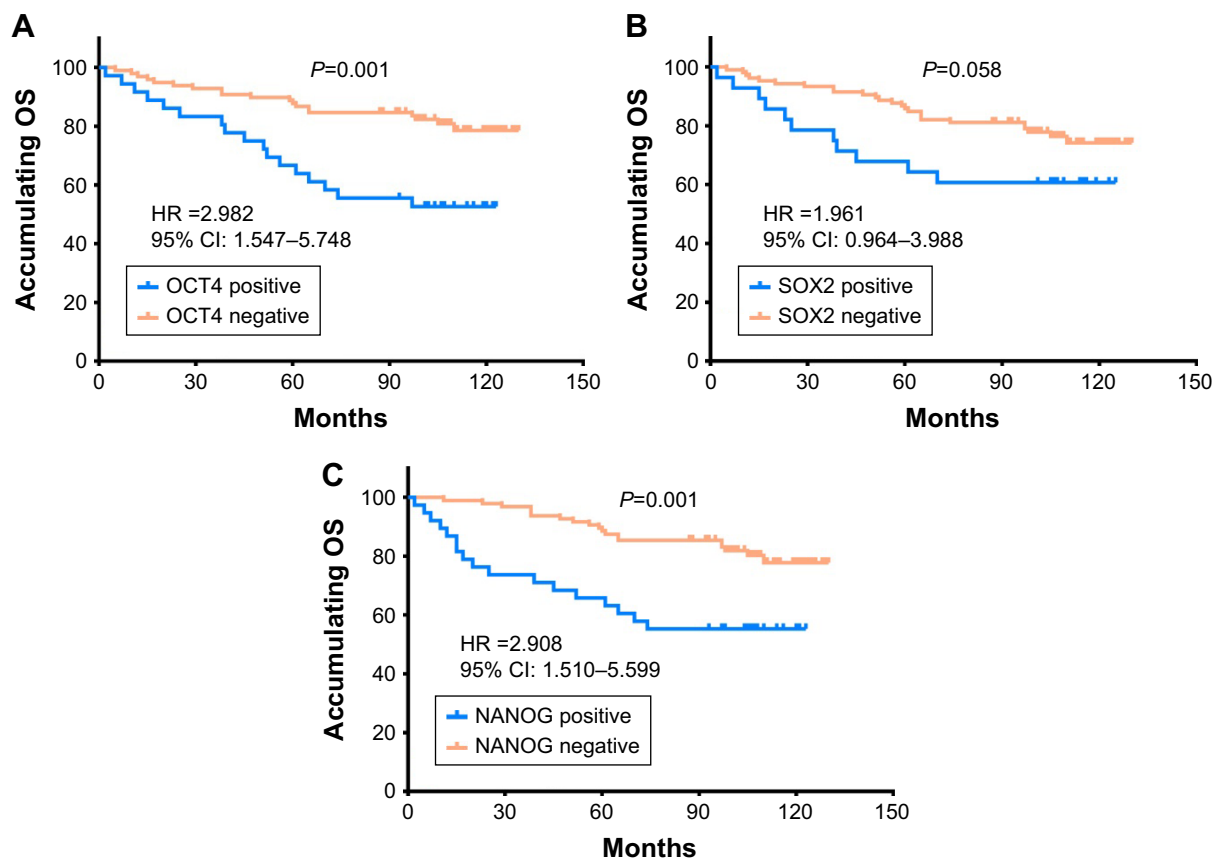 A
Accumulating OS
100
80
60
40
20
0
P=0.001
HR =2.982
95% CI: 1.547–5.748
OCT4 positive
OCT4 negative
0 30 60 90 120 150
Months
B
Accumulating OS
100
80
60
40
20
0
P=0.058
HR =1.961
95% CI: 0.964–3.988
SOX2 positive
SOX2 negative
0 30 60 90 120 150
Months
C
Accumulating OS
100
80
60
40
20
0
P=0.001
HR =2.908
95% CI: 1.510–5.599
NANOG positive
NANOG negative
0 30 60 90 120 150
Months